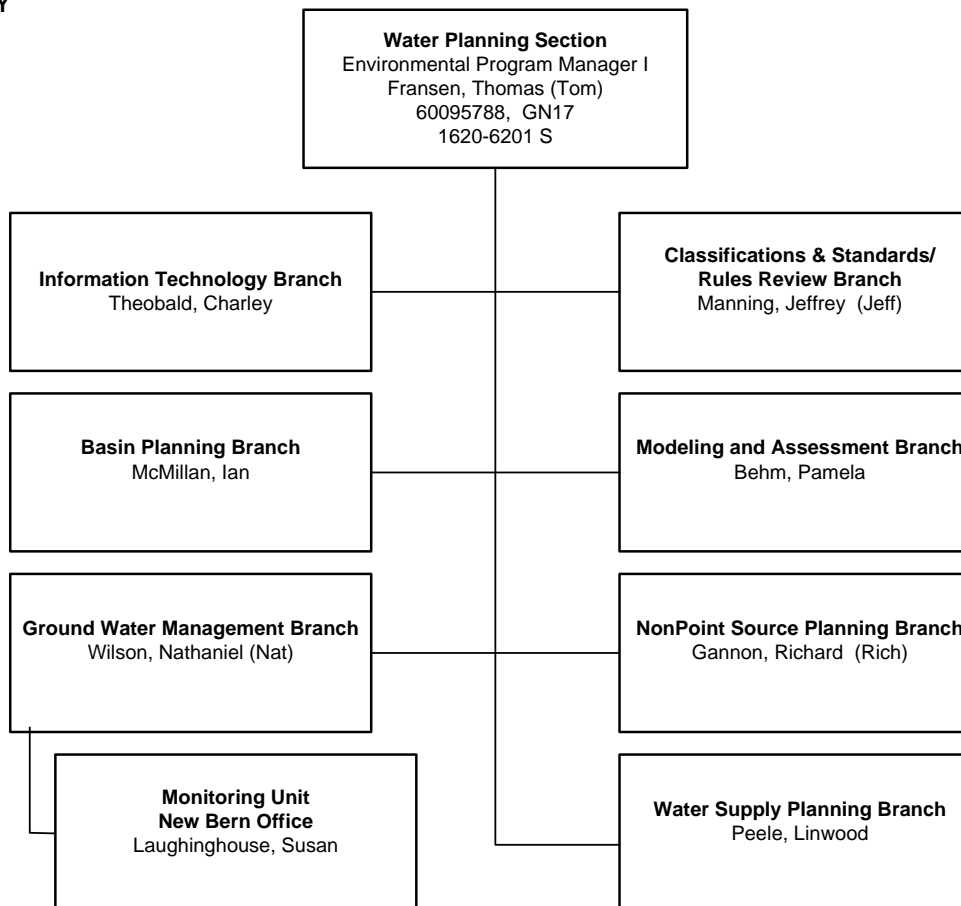 Y
Water Planning Section
Environmental Program Manager I
Fransen, Thomas (Tom)
60095788, GN17
1620-6201 S
Information Technology Branch
Theobald, Charley
Classifications & Standards/
Rules Review Branch
Manning, Jeffrey (Jeff)
Basin Planning Branch
McMillan, Ian
Modeling and Assessment Branch
Behm, Pamela
Ground Water Management Branch
Wilson, Nathaniel (Nat)
NonPoint Source Planning Branch
Gannon, Richard (Rich)
Monitoring Unit
New Bern Office
Laughinghouse, Susan
Water Supply Planning Branch
Peele, Linwood